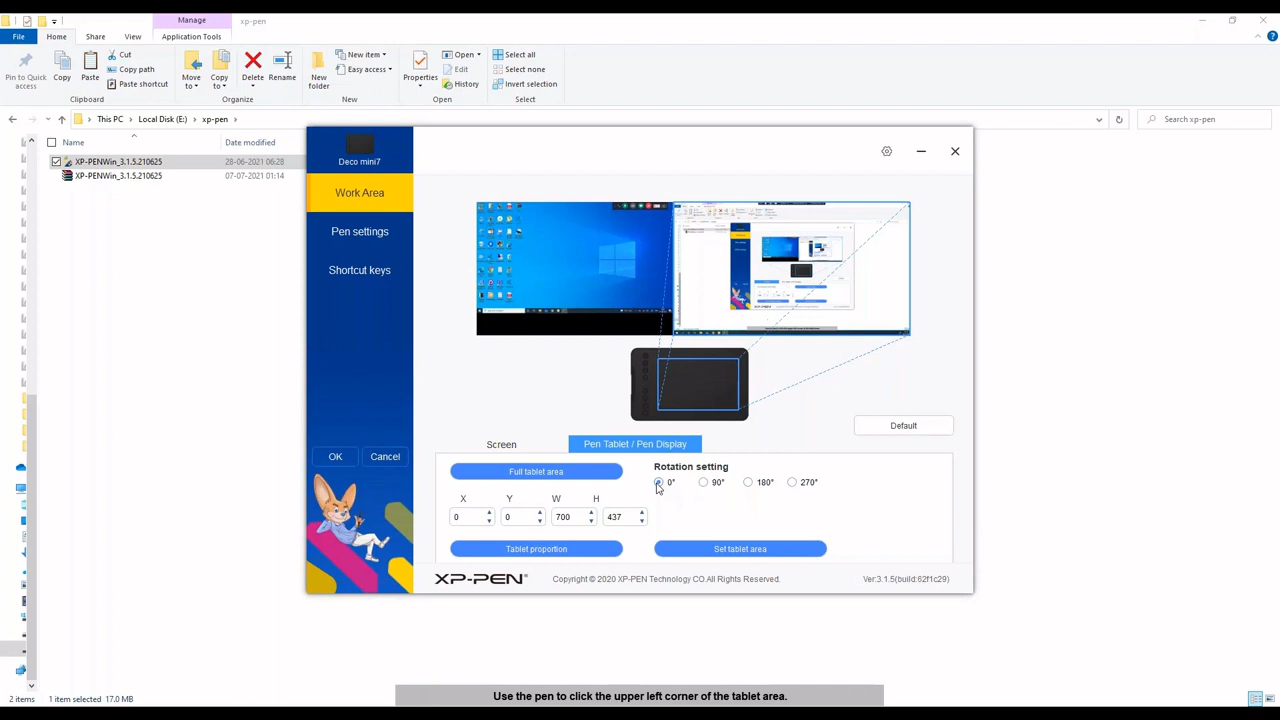 Manage
xp-pen
File
Home
Share
View
Application Tools
Pin to Quick access
Copy
Paste
Cut
Copy path
Paste shortcut
Clipboard
Move to
Copy to
Delete
Rename
Organize
New folder
New item
Easy access
New
Properties
Open
Edit
History
Open
Select all
Select none
Invert selection
Select
This PC
Local Disk (E:)
xp-pen
Search xp-pen
Name
Date modified
XP-PENWin_3.1.5.210625
28-06-2021 06:28
XP-PENWin_3.1.5.210625
07-07-2021 01:14
Deco mini7
Work Area
Pen settings
Shortcut keys
OK
Cancel
Default
Screen
Pen Tablet / Pen Display
Full tablet area
Rotation setting
0°
90°
180°
270°
X
Y
W
H
0
0
700
437
Tablet proportion
Set tablet area
XP-PEN®
Copyright © 2020 XP-PEN Technology CO.All Rights Reserved.
Ver:3.1.5(build:62f1c29)
2 items
1 item selected
17.0 MB
Use the pen to click the upper left corner of the tablet area.